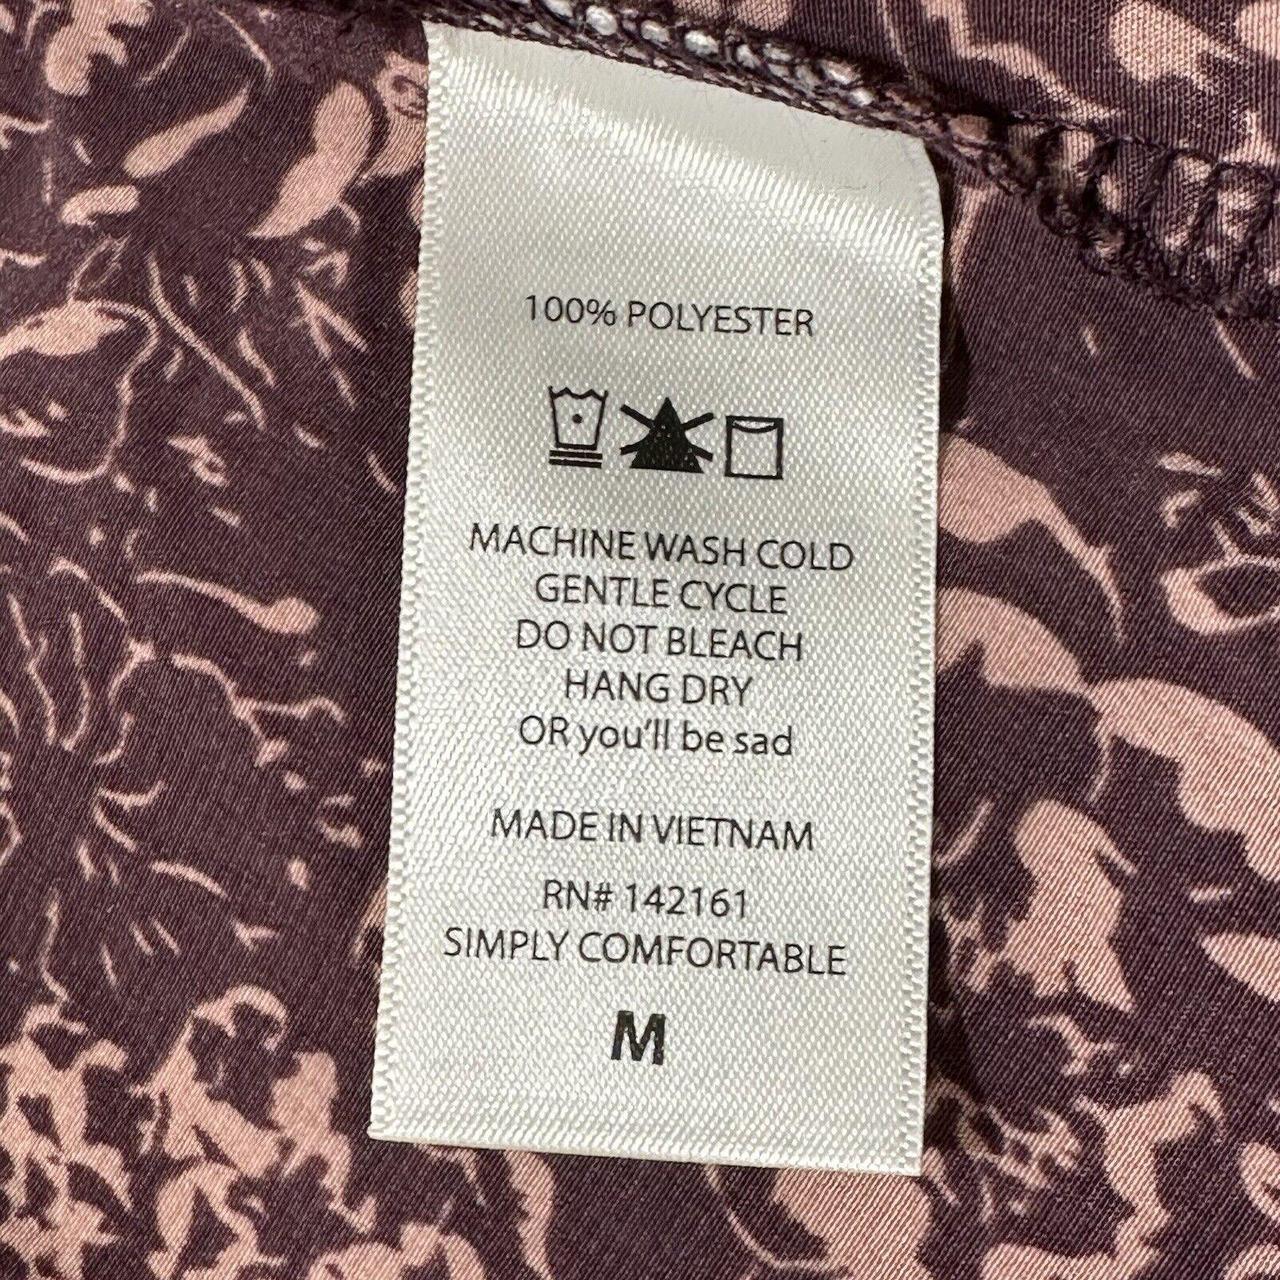 100% POLYESTER
MACHINE WASH COLD
GENTLE CYCLE
DO NOT BLEACH
HANG DRY
OR you'll be sad
MADE IN VIETNAM
RN# 142161
SIMPLY COMFORTABLE
M